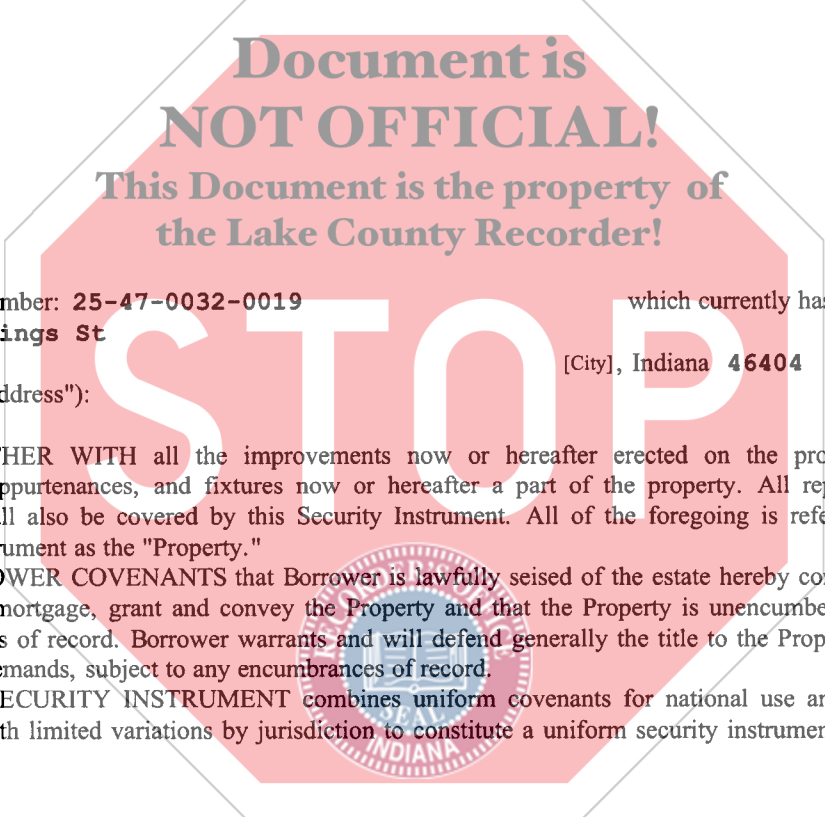 Document is
NOT OFFICIAL!
This Document is the property of
the Lake County Recorder!
mber: 25-47-0032-0019 which currently has
ings St
[City], Indiana 46404
ddress"):
STOP
HER WITH all the improvements now or hereafter erected on the pro
ppurtenances, and fixtures now or hereafter a part of the property. All rep
ll also be covered by this Security Instrument. All of the foregoing is refe
ument as the "Property."
OWER COVENANTS that Borrower is lawfully seised of the estate hereby co
mortgage, grant and convey the Property and that the Property is unencumbe
s of record. Borrower warrants and will defend generally the title to the Prop
emands, subject to any encumbrances of record.
ECURITY INSTRUMENT combines uniform covenants for national use an
th limited variations by jurisdiction to constitute a uniform security instrumen
SEAL
INDIANA